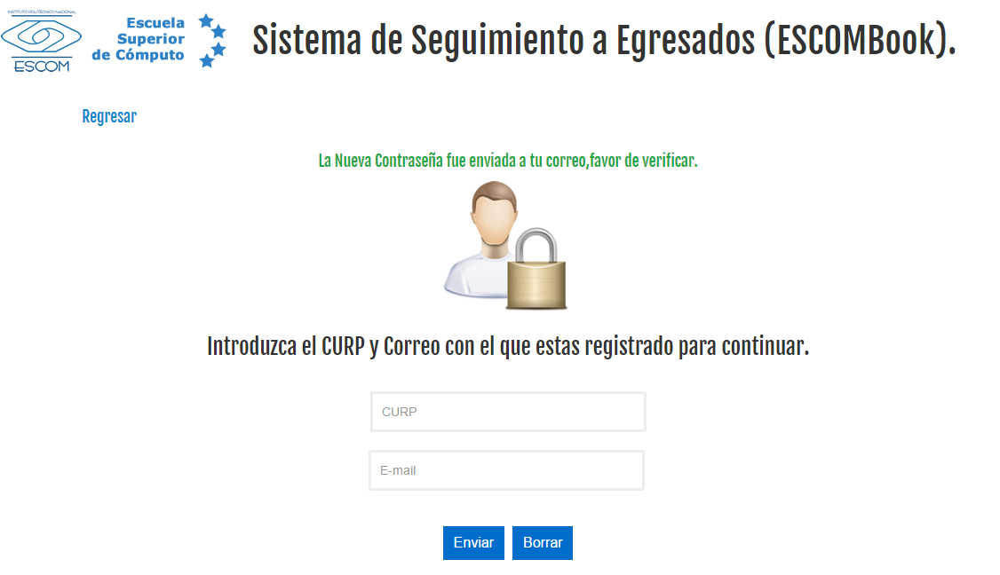 INSTITUTO POLITÉCNICO NACIONAL
ESCOM
Escuela
Superior
de Cómputo
Sistema de Seguimiento a Egresados (ESCOMBook).
Regresar
La Nueva Contraseña fue enviada a tu correo,favor de verificar.
Introduzca el CURP y Correo con el que estas registrado para continuar.
CURP
E-mail
Enviar Borrar